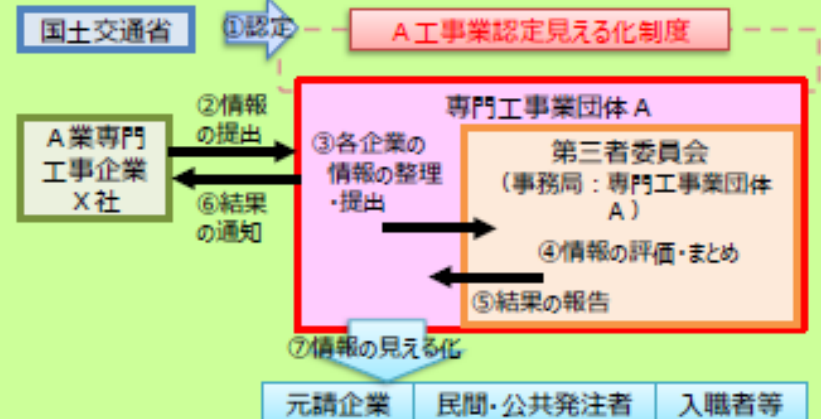 国土交通省
①認定
A工事業認定見える化制度
専門工事業団体A
②情報
の提出
A業専門
工事企業
X社
⑥結果
の通知
③各企業の
情報の整理
・提出
第三者委員会
（事務局：専門工事業団体
A）
④情報の評価・まとめ
⑤結果の報告
⑦情報の見える化
元請企業
民間・公共発注者
入職者等